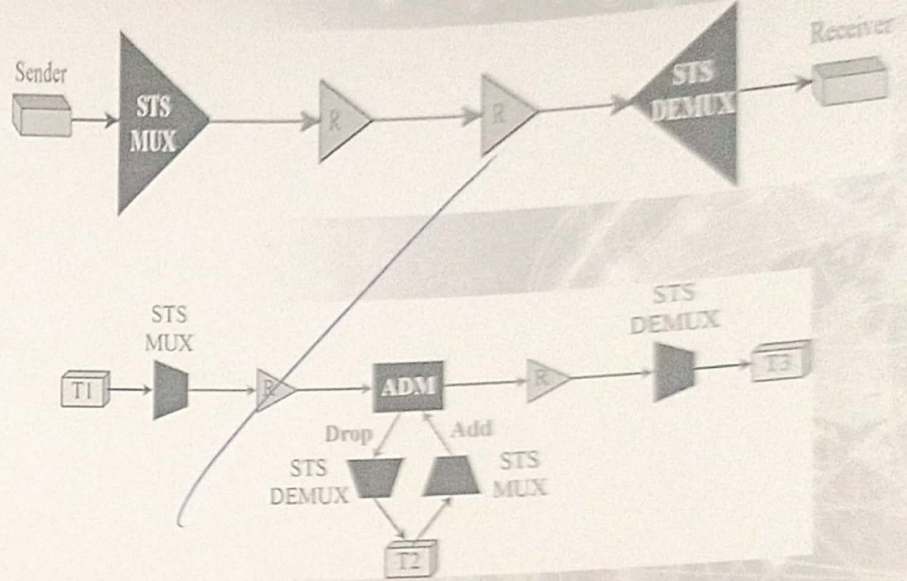 Sender
STS
MUX
R
R
STS
DEMUX
Receiver
T1
STS
MUX
R
ADM
R
STS
DEMUX
T3
Drop
Add
STS
DEMUX
STS
MUX
T2